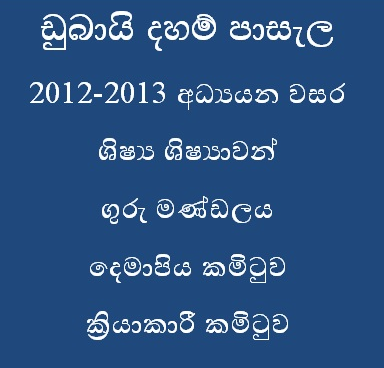 ඩුබායි දහම් පාසැල
2012-2013 අධ්‍යයන වසර
ශිෂ්‍ය ශිෂ්‍යාවන්
ගුරු මණ්ඩලය
දෙමාපිය කමිටුව
ක්‍රියාකාරී කමිටුව